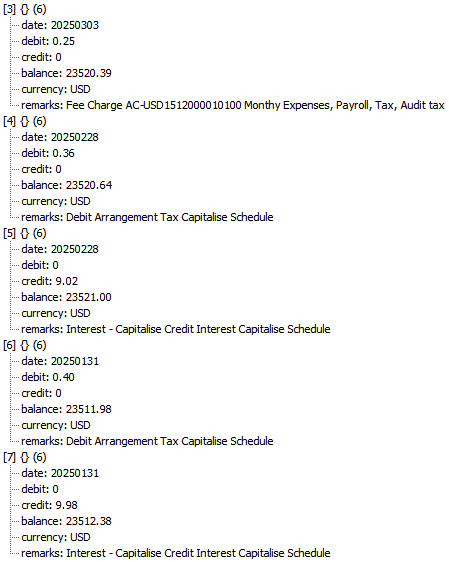 [3] {} (6)
date: 20250303
debit: 0.25
credit: 0
balance: 23520.39
currency: USD
remarks: Fee Charge AC-USD1512000010100 Monthy Expenses, Payroll, Tax, Audit tax
[4] {} (6)
date: 20250228
debit: 0.36
credit: 0
balance: 23520.64
currency: USD
remarks: Debit Arrangement Tax Capitalise Schedule
[5] {} (6)
date: 20250228
debit: 0
credit: 9.02
balance: 23521.00
currency: USD
remarks: Interest - Capitalise Credit Interest Capitalise Schedule
[6] {} (6)
date: 20250131
debit: 0.40
credit: 0
balance: 23511.98
currency: USD
remarks: Debit Arrangement Tax Capitalise Schedule
[7] {} (6)
date: 20250131
debit: 0
credit: 9.98
balance: 23512.38
currency: USD
remarks: Interest - Capitalise Credit Interest Capitalise Schedule